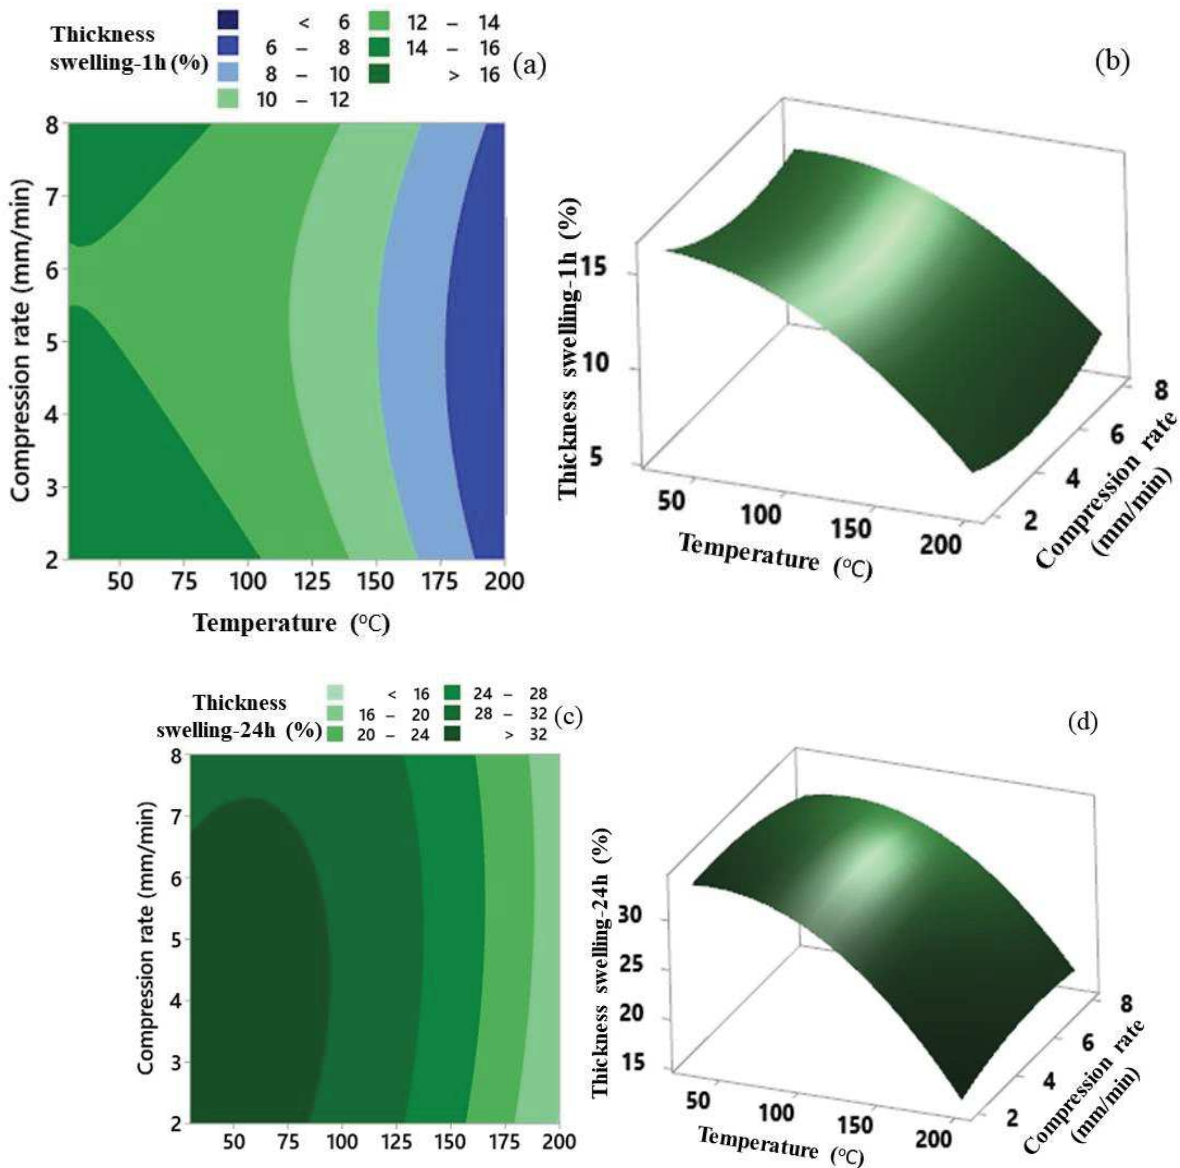 Thickness
swelling-1h (%)
< 6
6 – 8
8 – 10
10 – 12
12 – 14
14 – 16
> 16
(a)
8
7
6
5
4
3
2
Compression rate (mm/min)
50 75 100 125 150 175 200
Temperature (°C)
(b)
Thickness swelling-1h (%)
15
10
5
50 100 150 200
Temperature (°C)
2 4 6 8
Compression rate
(mm/min)
Thickness
swelling-24h (%)
< 16
16 – 20
20 – 24
24 – 28
28 – 32
> 32
(c)
8
7
6
5
4
3
2
Compression rate (mm/min)
50 75 100 125 150 175 200
(d)
Thickness swelling-24h (%)
30
25
20
15
50 100 150 200
Temperature (°C)
2 4 6 8
Compression rate
(mm/min)